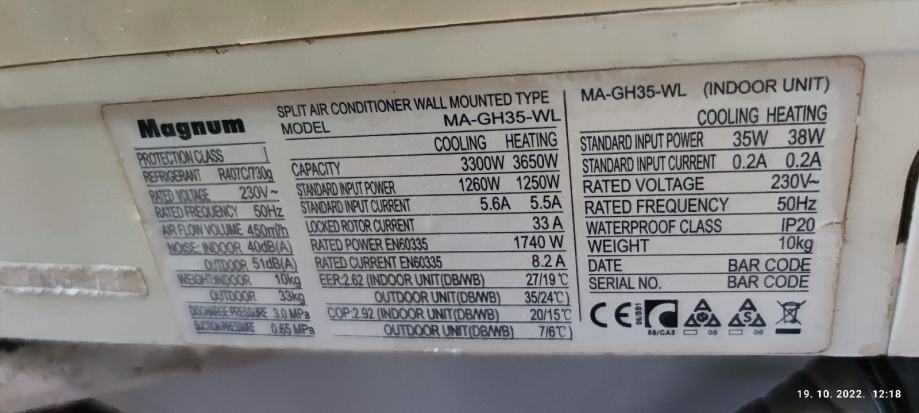 Magnum
PROTECTION CLASS I
REFRIGERANT R407C/730g
RATED VOLTAGE 230V~
RATED FREQUENCY 50Hz
AIR FLOW VOLUME 450m/h
NOISE: INDOOR 40dB(A)
OUTDOOR 51dB(A)
WEIGHT:INDOOR 10kg
OUTDOOR 33kg
DISCHARGE PRESSURE 3.0 MPa
SUCTION PRESSURE 0.65 MPa
SPLIT AIR CONDITIONER WALL MOUNTED TYPE
MODEL MA-GH35-WL
COOLING HEATING
CAPACITY 3300W 3650W
STANDARD INPUT POWER 1260W 1250W
STANDARD INPUT CURRENT 5.6A 5.5A
LOCKED ROTOR CURRENT 33 A
RATED POWER EN60335 1740 W
RATED CURRENT EN60335 8.2 A
EER:2.62 (INDOOR UNIT(DB/WB) 27/19℃
OUTDOOR UNIT(DB/WB) 35/24℃)
COP:2.92 (INDOOR UNIT(DB/WB) 20/15℃
OUTDOOR UNIT(DB/WB) 7/6℃)
MA-GH35-WL (INDOOR UNIT)
COOLING HEATING
STANDARD INPUT POWER 35W 38W
STANDARD INPUT CURRENT 0.2A 0.2A
RATED VOLTAGE 230V~
RATED FREQUENCY 50Hz
WATERPROOF CLASS IP20
WEIGHT 10kg
DATE BAR CODE
SERIAL NO. BAR CODE
CE
19. 10. 2022. 12:18